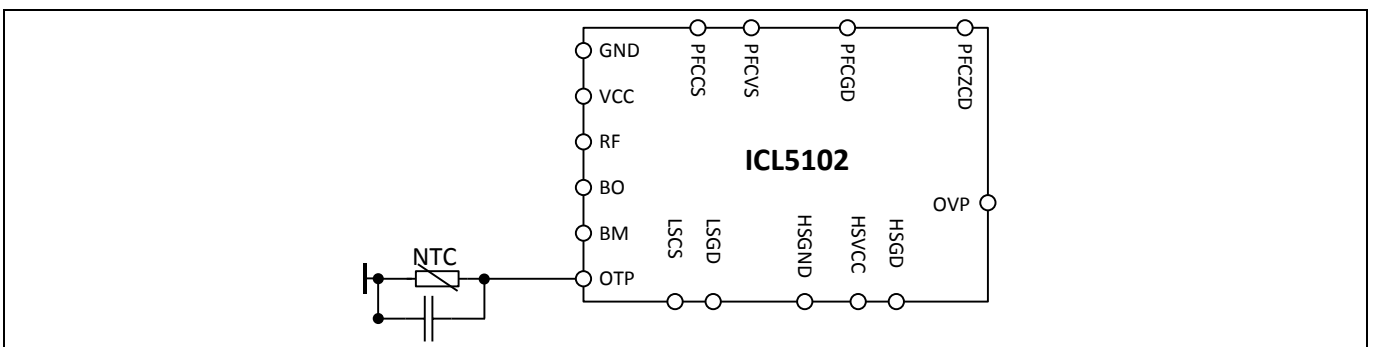 GND
VCC
RF
BO
BM
OTP
PFCCS
PFCVS
PFCGD
PFCZCD
ICL5102
OVP
LSCS
LSGD
HSGND
HSVCC
HSGD
NTC